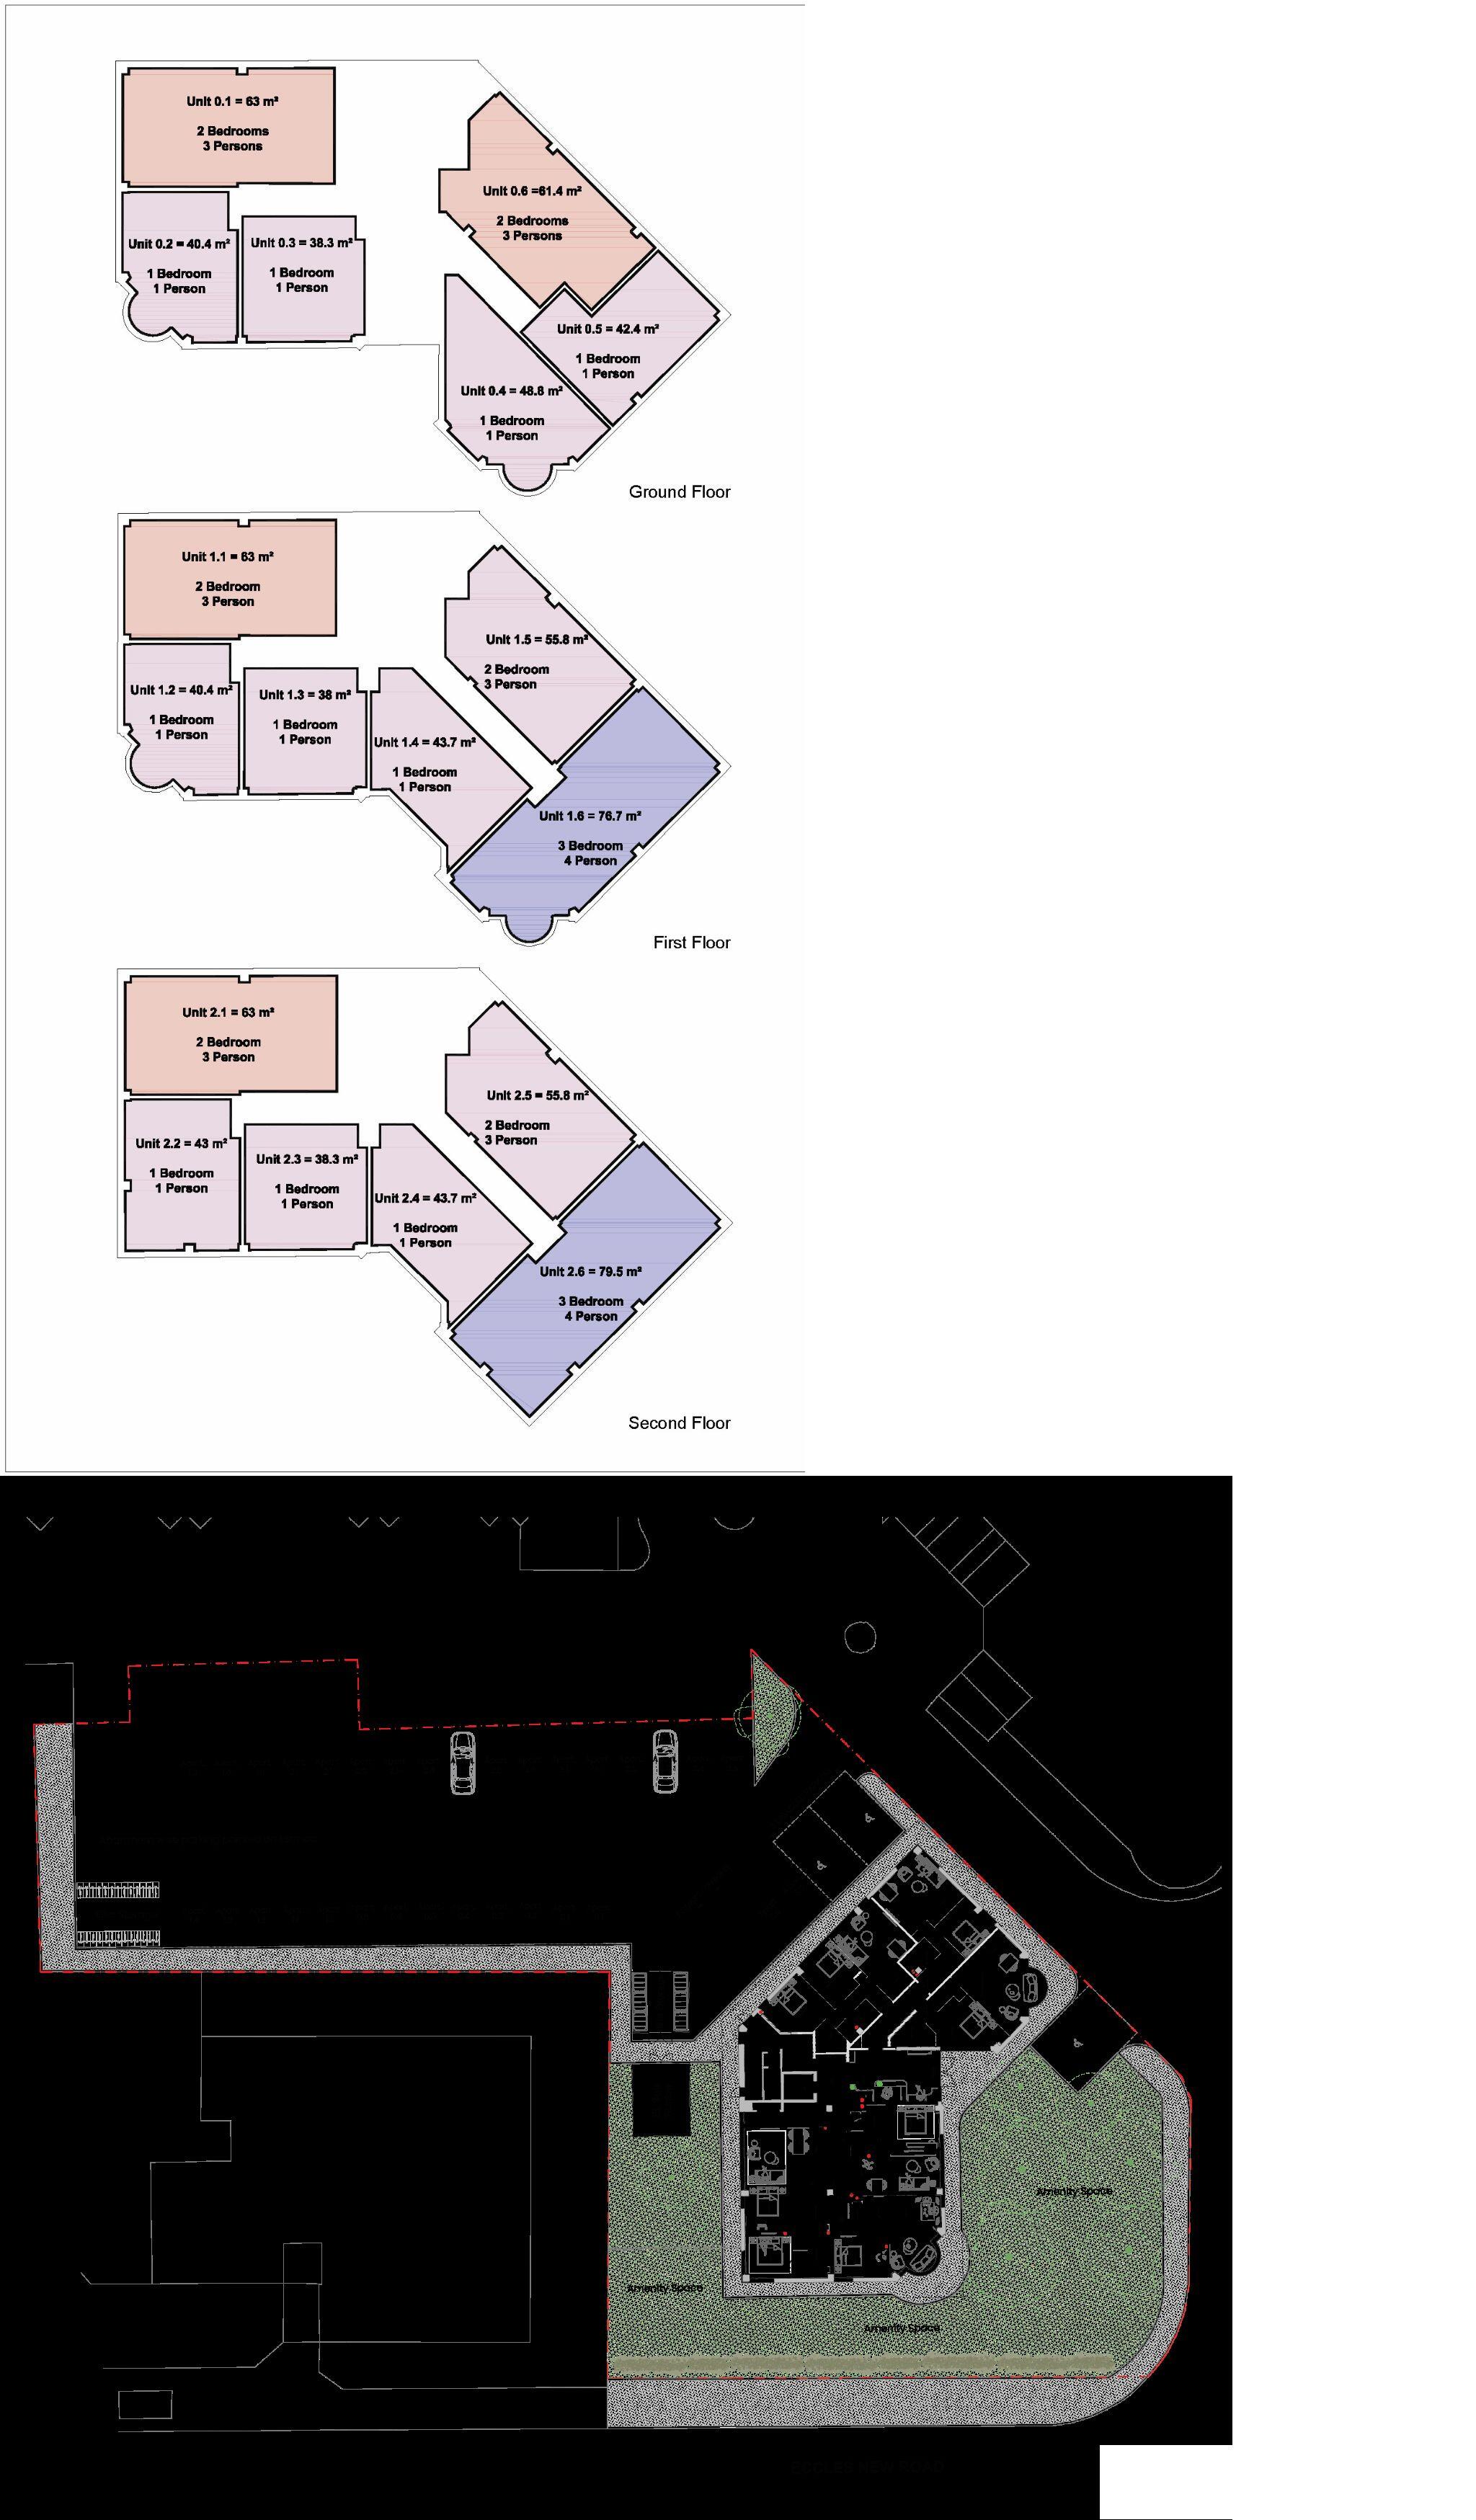 Unit 0.1 = 63 m²
2 Bedrooms
3 Persons
Unit 0.6 =61.4 m²
2 Bedrooms
3 Persons
Unit 0.2 = 40.4 m²
1 Bedroom
1 Person
Unit 0.3 = 38.3 m²
1 Bedroom
1 Person
Unit 0.5 = 42.4 m²
1 Bedroom
1 Person
Unit 0.4 = 48.8 m²
1 Bedroom
1 Person
Ground Floor
Unit 1.1 = 63 m²
2 Bedroom
3 Person
Unit 1.5 = 55.8 m²
2 Bedroom
3 Person
Unit 1.2 = 40.4 m²
1 Bedroom
1 Person
Unit 1.3 = 38 m²
1 Bedroom
1 Person
Unit 1.4 = 43.7 m²
1 Bedroom
1 Person
Unit 1.6 = 76.7 m²
3 Bedroom
4 Person
First Floor
Unit 2.1 = 63 m²
2 Bedroom
3 Person
Unit 2.5 = 55.8 m²
2 Bedroom
3 Person
Unit 2.2 = 43 m²
1 Bedroom
1 Person
Unit 2.3 = 38.3 m²
1 Bedroom
1 Person
Unit 2.4 = 43.7 m²
1 Bedroom
1 Person
Unit 2.6 = 79.5 m²
3 Bedroom
4 Person
Second Floor
Amenity Space
Amenity Space
Amenity Space